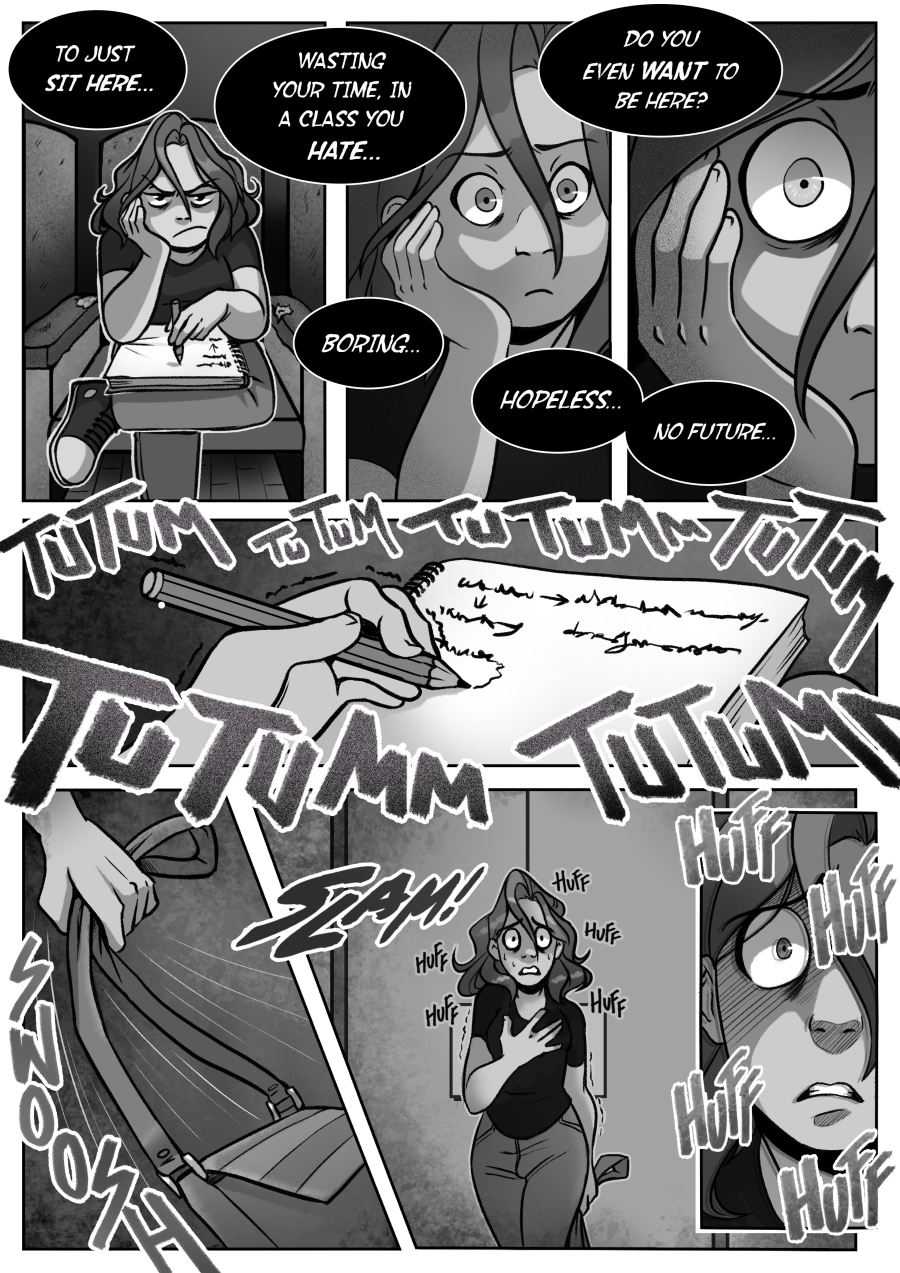 TO JUST
SIT HERE...
WASTING
YOUR TIME, IN
A CLASS YOU
HATE...
DO YOU
EVEN WANT TO
BE HERE?
BORING...
HOPELESS...
NO FUTURE...
TUTUM
TUTUM
TUTUMM
TUTUM
TUTUMM
TUTUMM
SWOOSH
SLAM!
HUFF
HUFF
HUFF
HUFF
HUFF
HUFF
HUFF
HUFF
HUFF